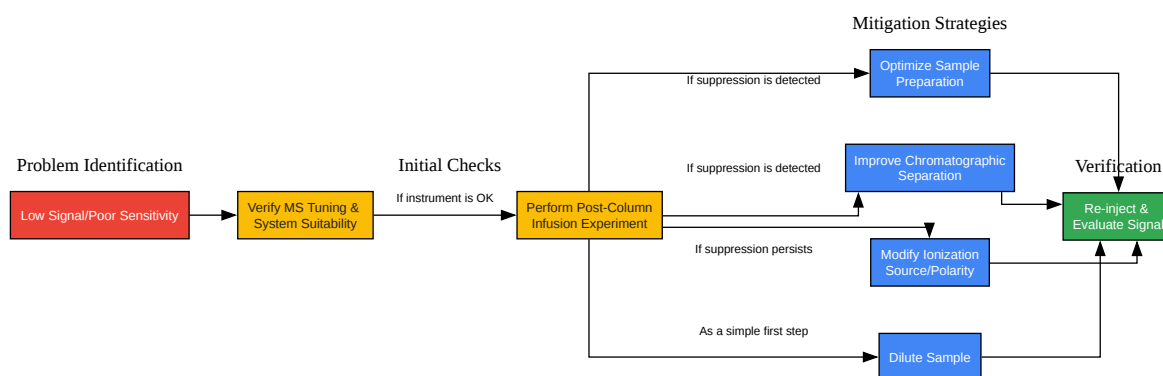 Mitigation Strategies
Optimize Sample
Preparation
If suppression is detected
Problem Identification
Initial Checks
If suppression is detected
Improve Chromatographic
Separation
Verification
Low Signal/Poor Sensitivity
Verify MS Tuning &
System Suitability
If instrument is OK
Perform Post-Column
Infusion Experiment
Re-inject &
Evaluate Signal
If suppression persists
Modify Ionization
Source/Polarity
As a simple first step
Dilute Sample